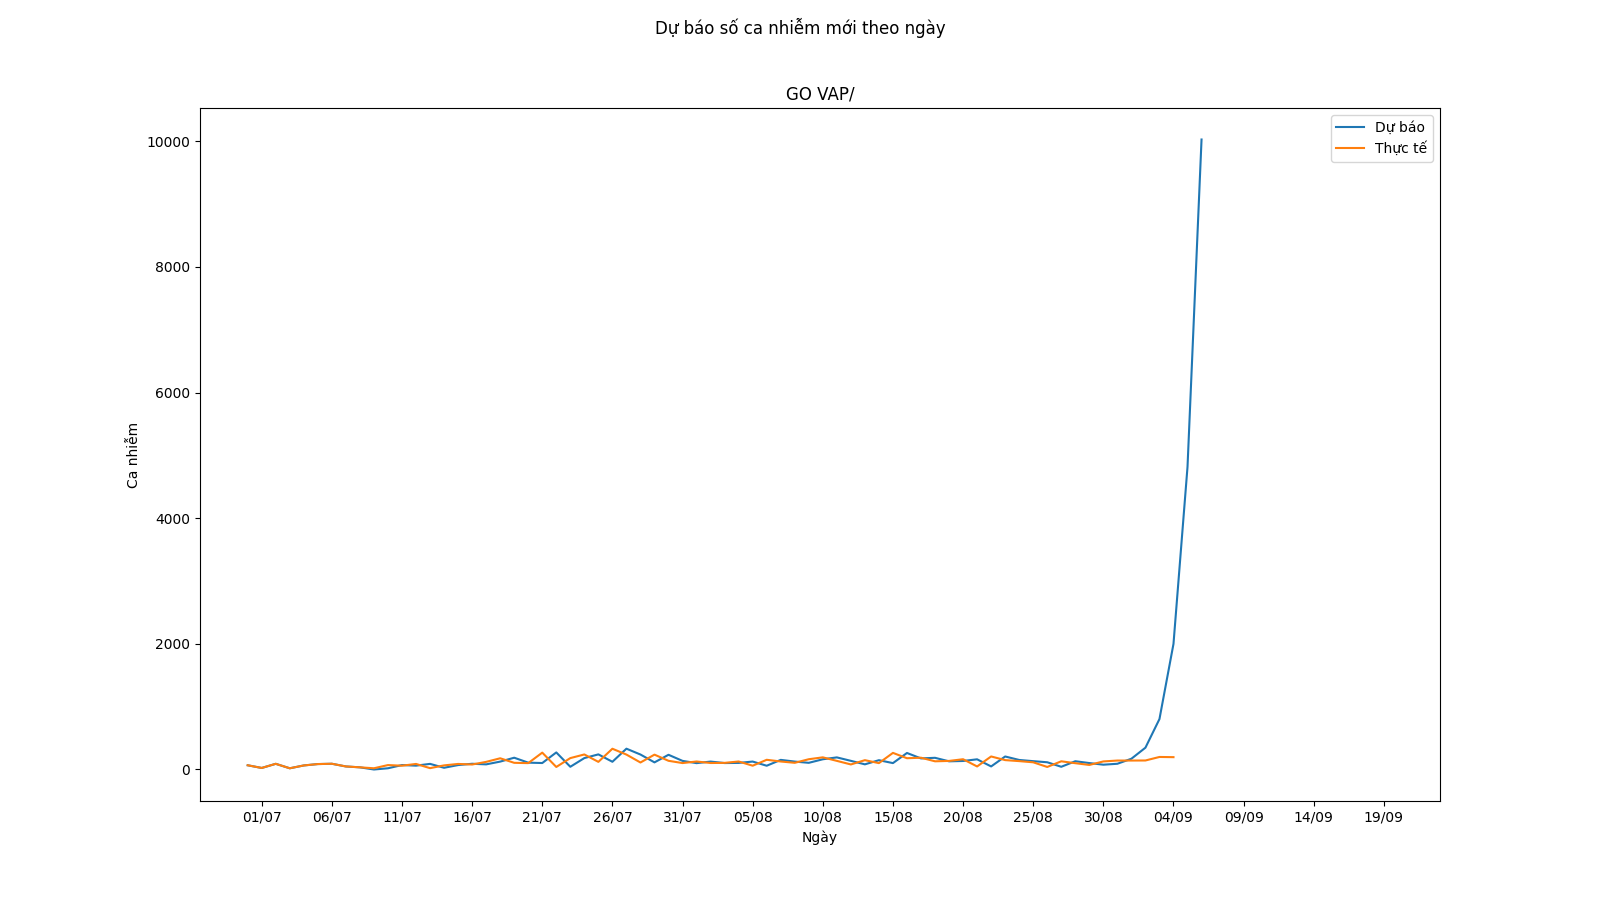 Dự báo số ca nhiễm mới theo ngày
GO VAP/
Dự báo
Thực tế
10000
8000
6000
4000
2000
0
Ca nhiễm
01/07 06/07 11/07 16/07 21/07 26/07 31/07 05/08 10/08 15/08 20/08 25/08 30/08 04/09 09/09 14/09 19/09
Ngày